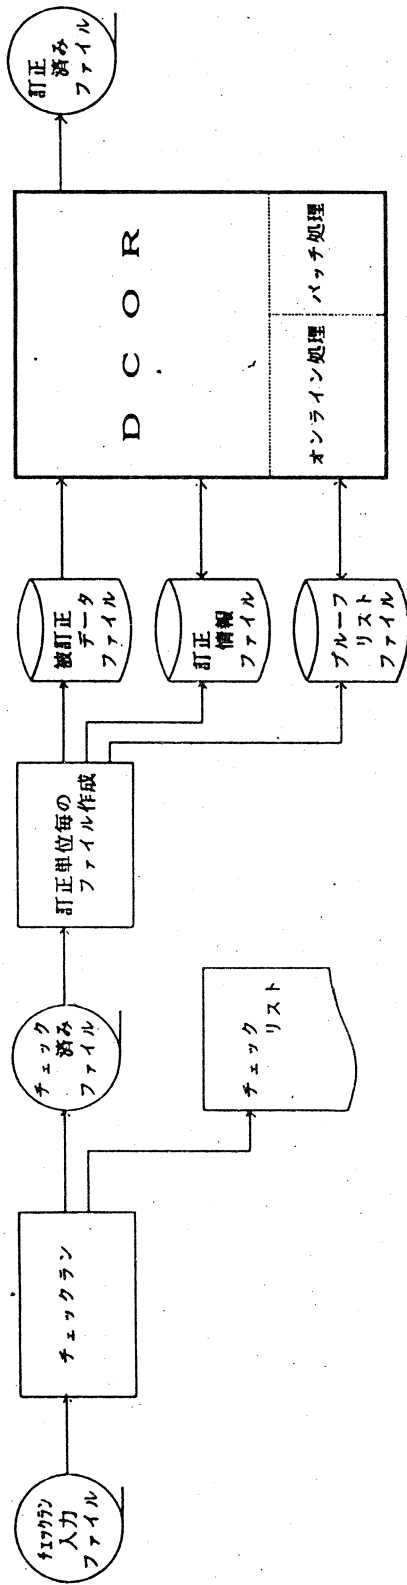 チェックラン
入力
ファイル
チェックラン
チェック
済み
ファイル
チェック
リスト
訂正単位毎の
ファイル作成
被訂正
データ
ファイル
訂正
情報
ファイル
プルーフ
リスト
ファイル
DCOR
オンライン処理
バッチ処理
訂正
済み
ファイル